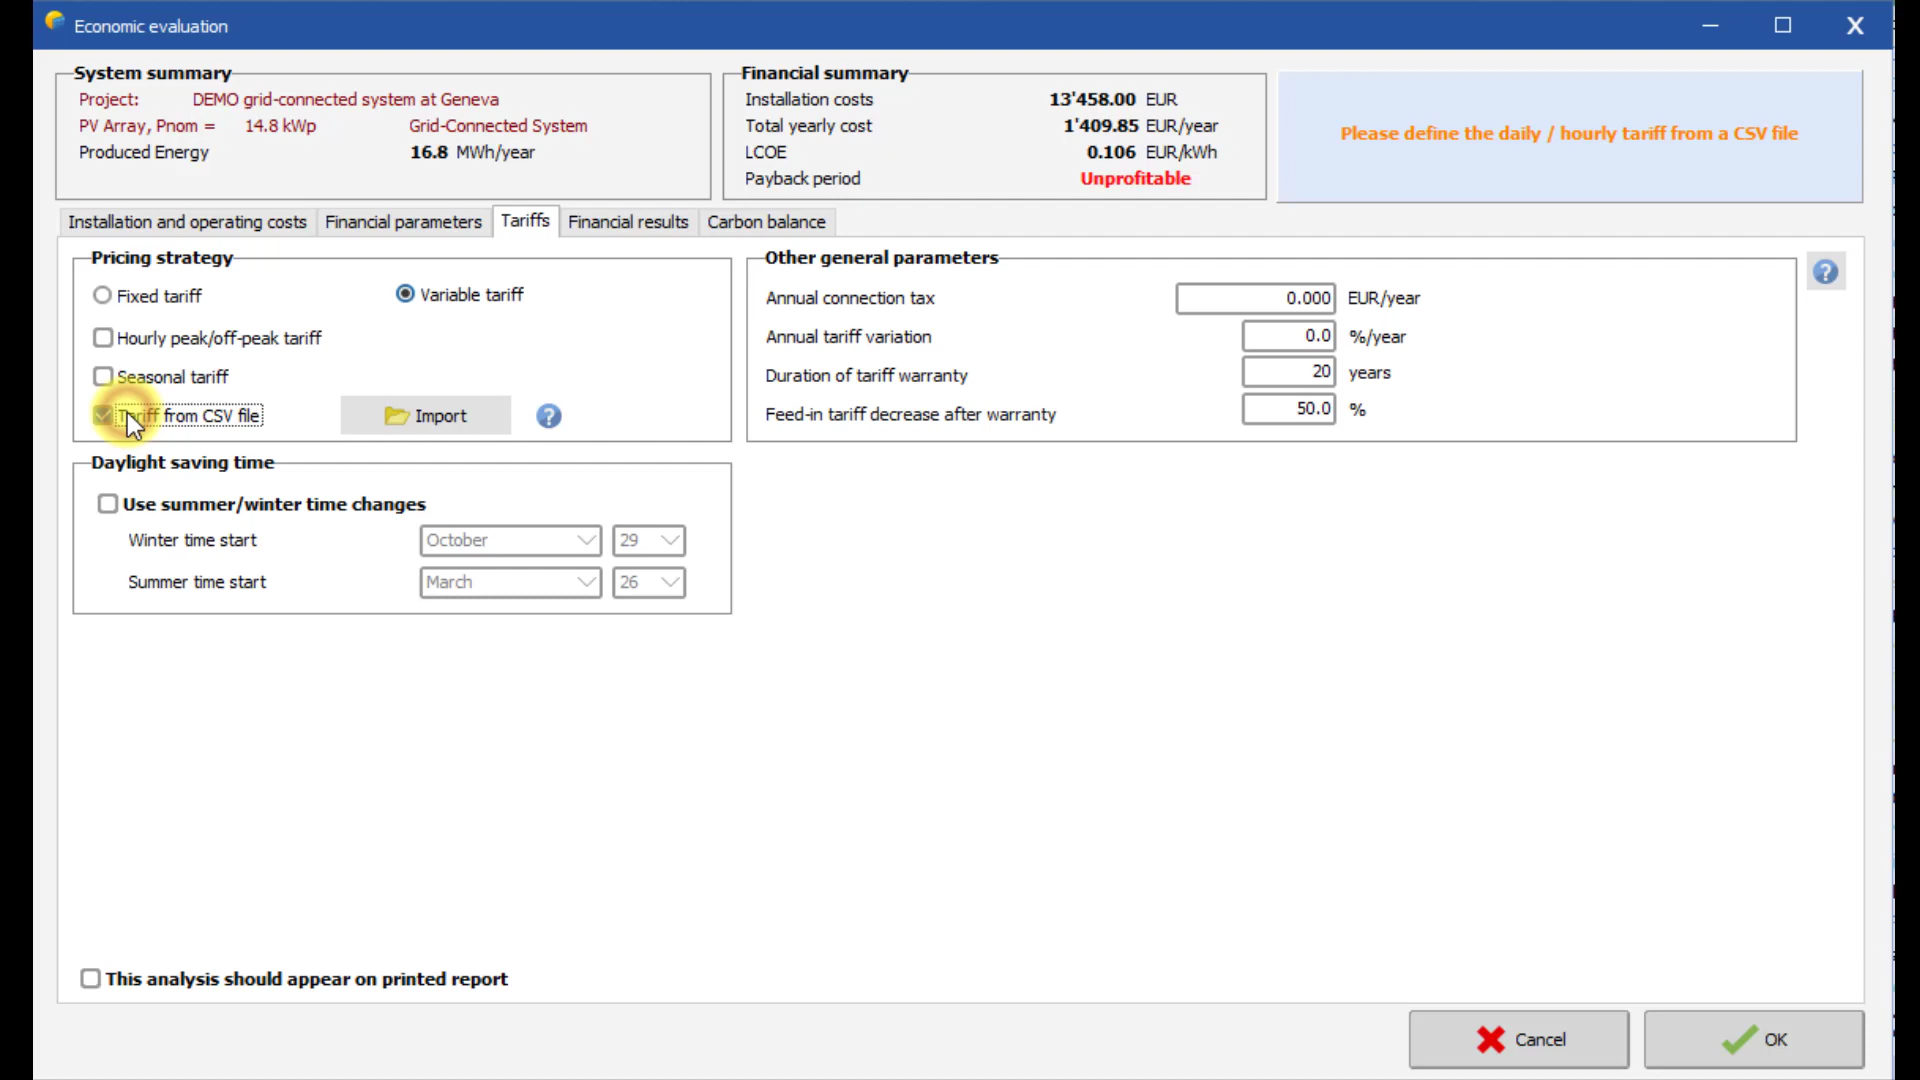 Economic evaluation
System summary
Project: DEMO grid-connected system at Geneva
PV Array, Pnom = 14.8 kWp Grid-Connected System
Produced Energy 16.8 MWh/year
Financial summary
Installation costs 13'458.00 EUR
Total yearly cost 1'409.85 EUR/year
LCOE 0.106 EUR/kWh
Payback period Unprofitable
Please define the daily / hourly tariff from a CSV file
Installation and operating costs Financial parameters Tariffs Financial results Carbon balance
Pricing strategy
Fixed tariff Variable tariff
Hourly peak/off-peak tariff
Seasonal tariff
Tariff from CSV file Import ?
Other general parameters
Annual connection tax 0.000 EUR/year
Annual tariff variation 0.0 %/year
Duration of tariff warranty 20 years
Feed-in tariff decrease after warranty 50.0 %
?
Daylight saving time
Use summer/winter time changes
Winter time start October 29
Summer time start March 26
This analysis should appear on printed report
Cancel OK